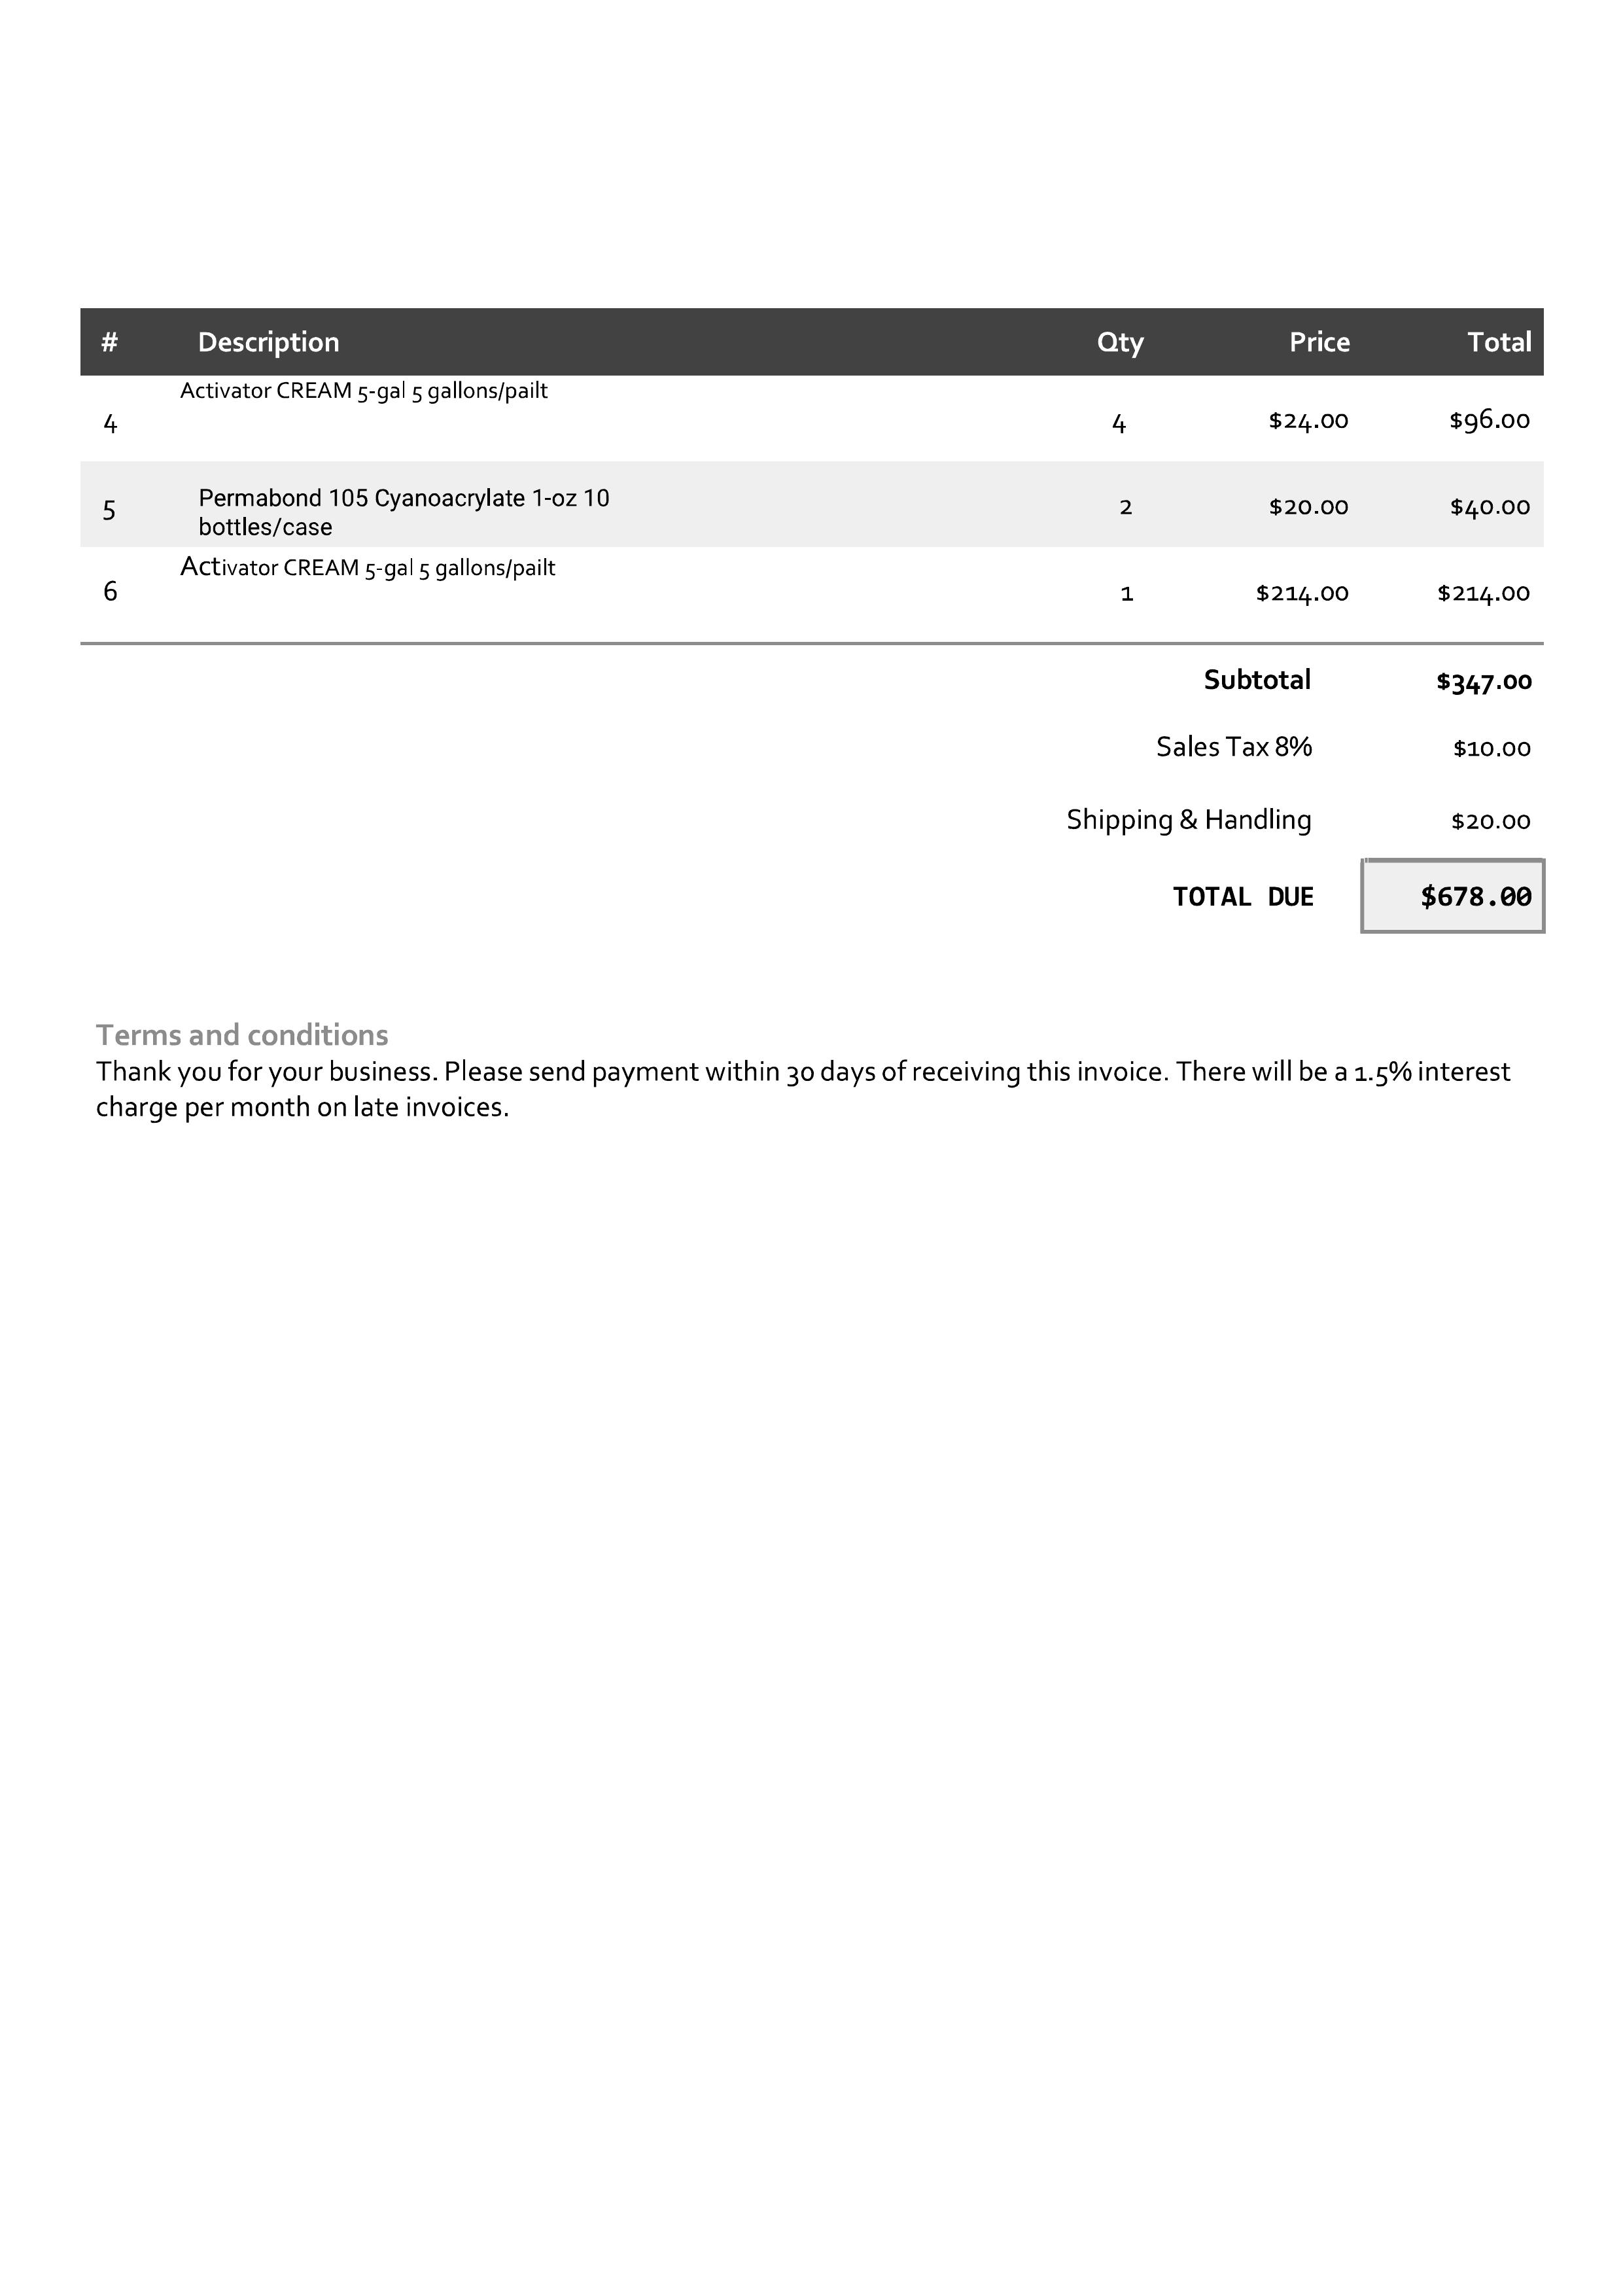 # Description Qty Price Total
Activator CREAM 5-gal 5 gallons/pailt
4 4 $24.00 $96.00
Permabond 105 Cyanoacrylate 1-oz 10
5 2 $20.00 $40.00
bottles/case
Activator CREAM 5-gal 5 gallons/pailt
6 1 $214.00 $214.00
Subtotal $347.00
Sales Tax 8% $10.00
Shipping & Handling $20.00
TOTAL DUE $678.00
Terms and conditions
Thank you for your business. Please send payment within 30 days of receiving this invoice. There will be a 1.5% interest
charge per month on late invoices.